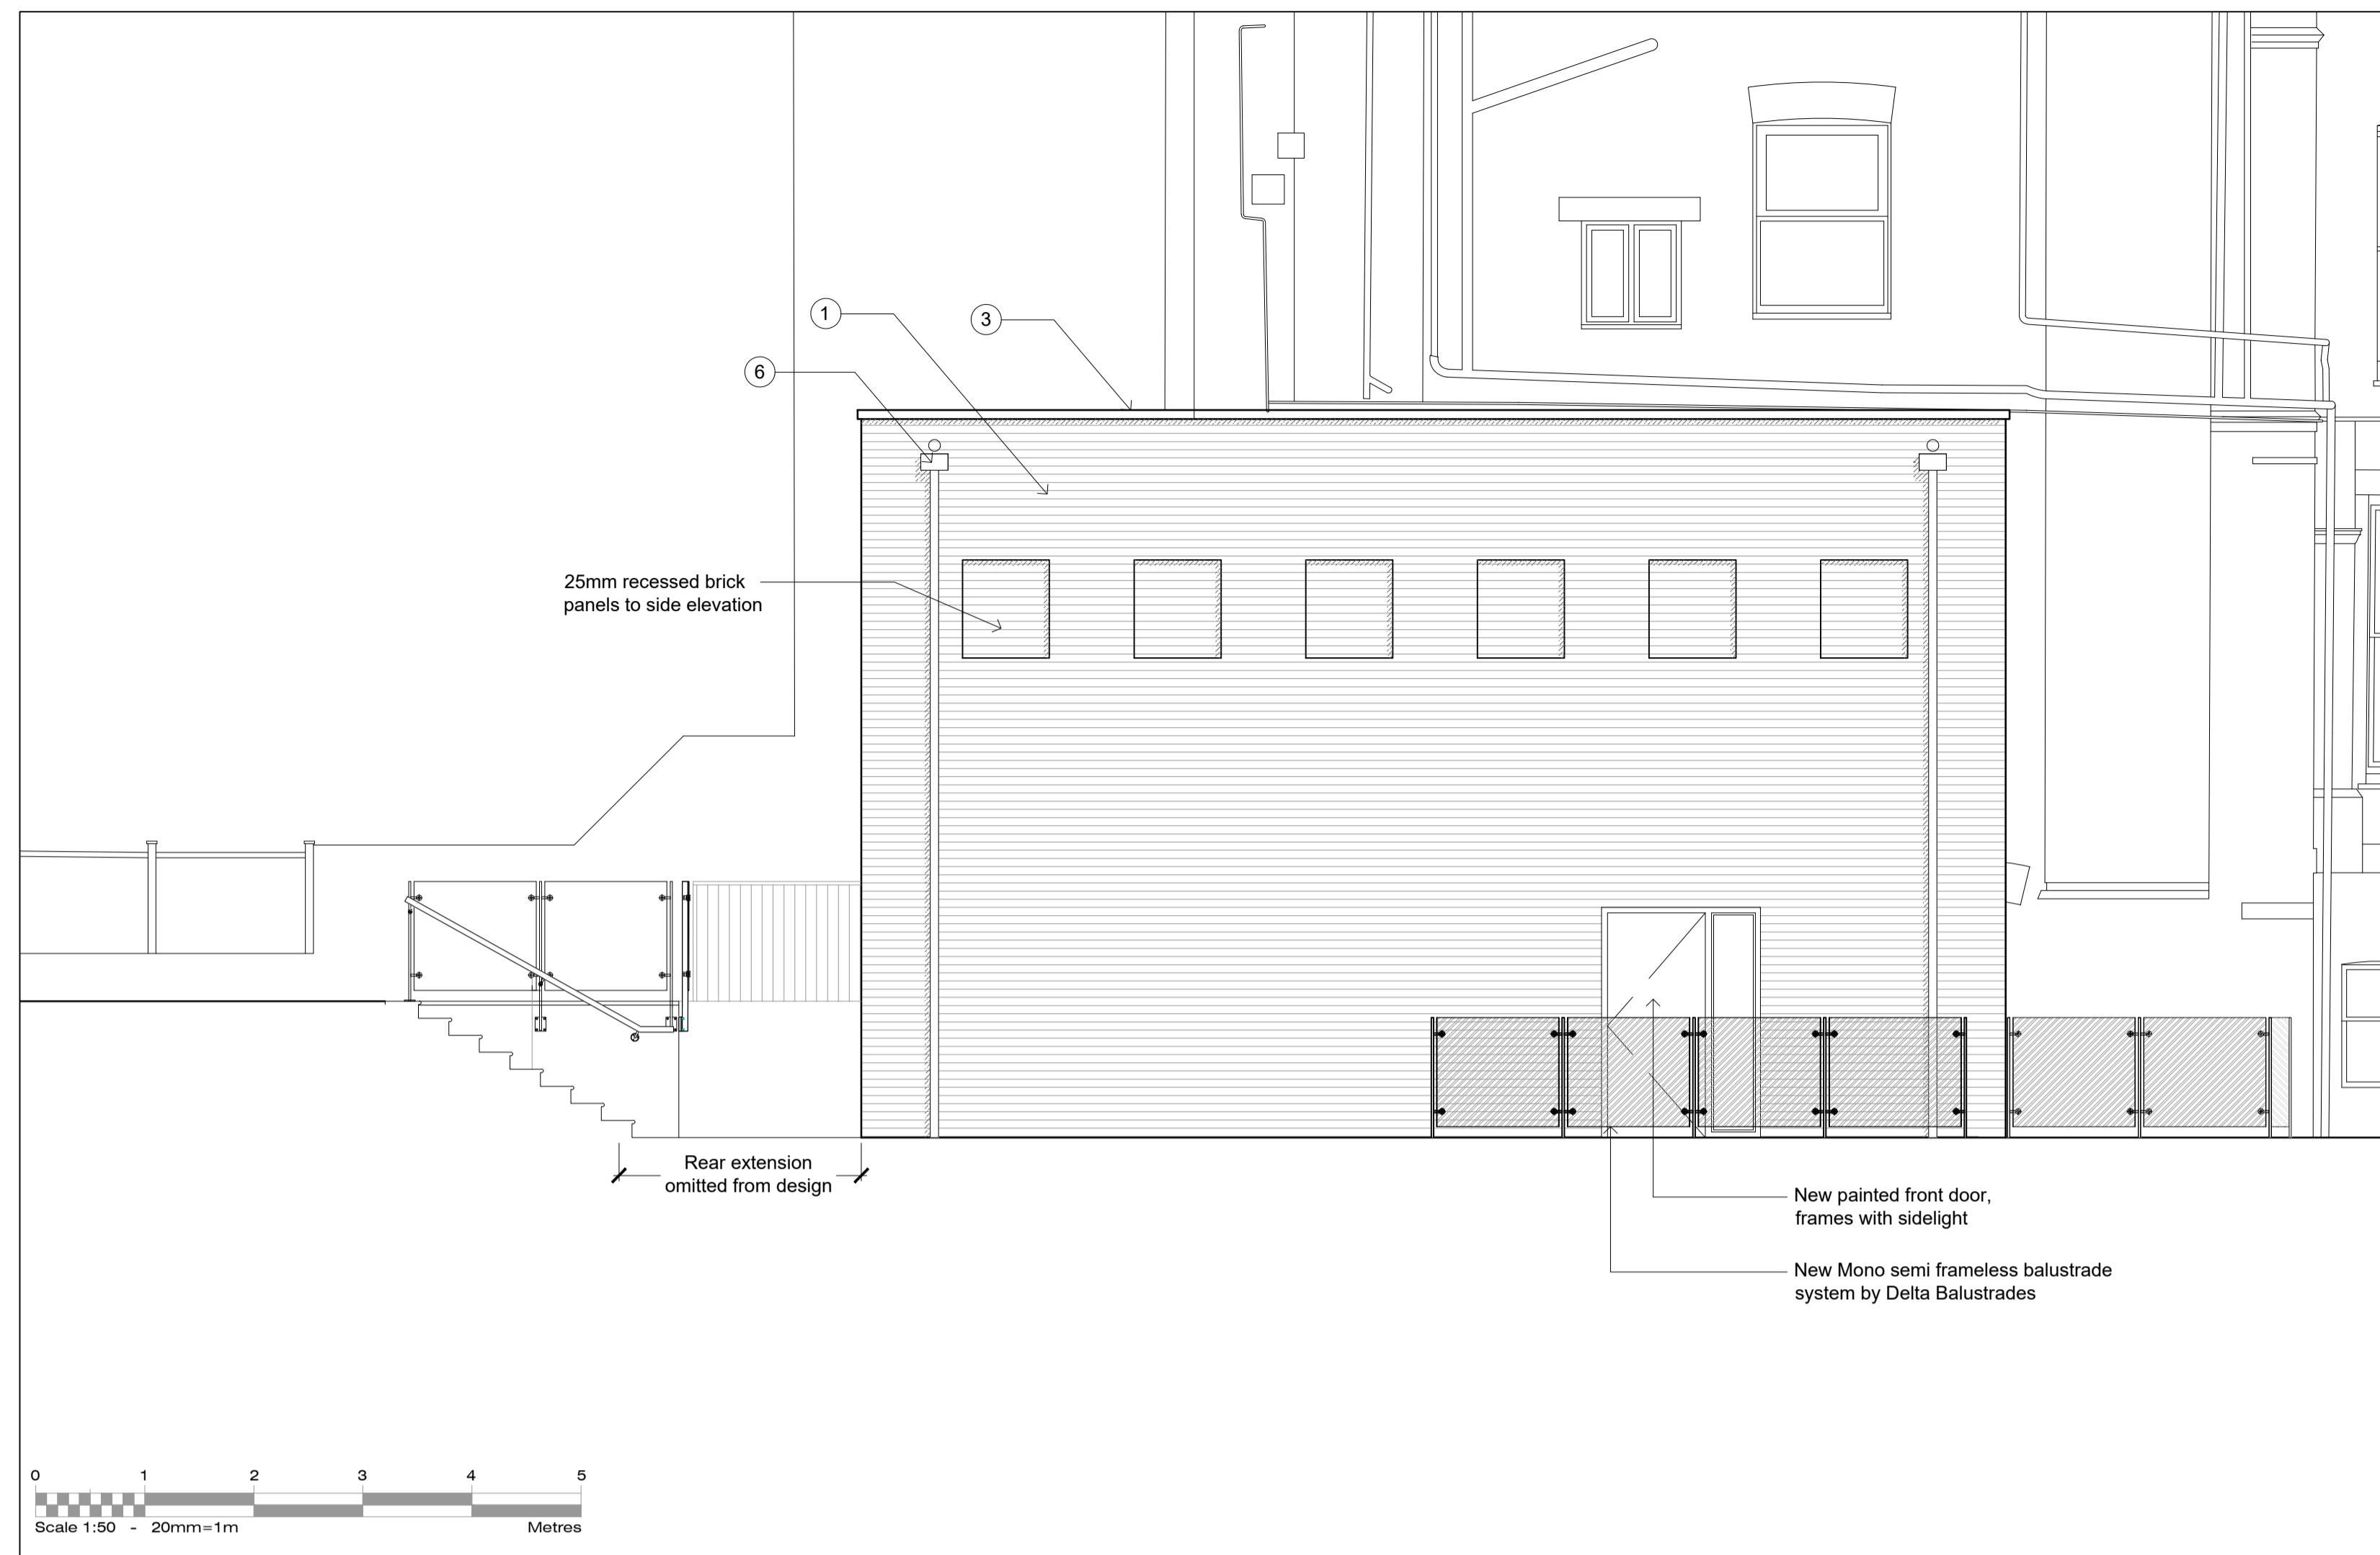 1
3
6
25mm recessed brick
panels to side elevation
Rear extension
omitted from design
New painted front door,
frames with sidelight
New Mono semi frameless balustrade
system by Delta Balustrades
0 1 2 3 4 5
Scale 1:50 - 20mm=1m Metres